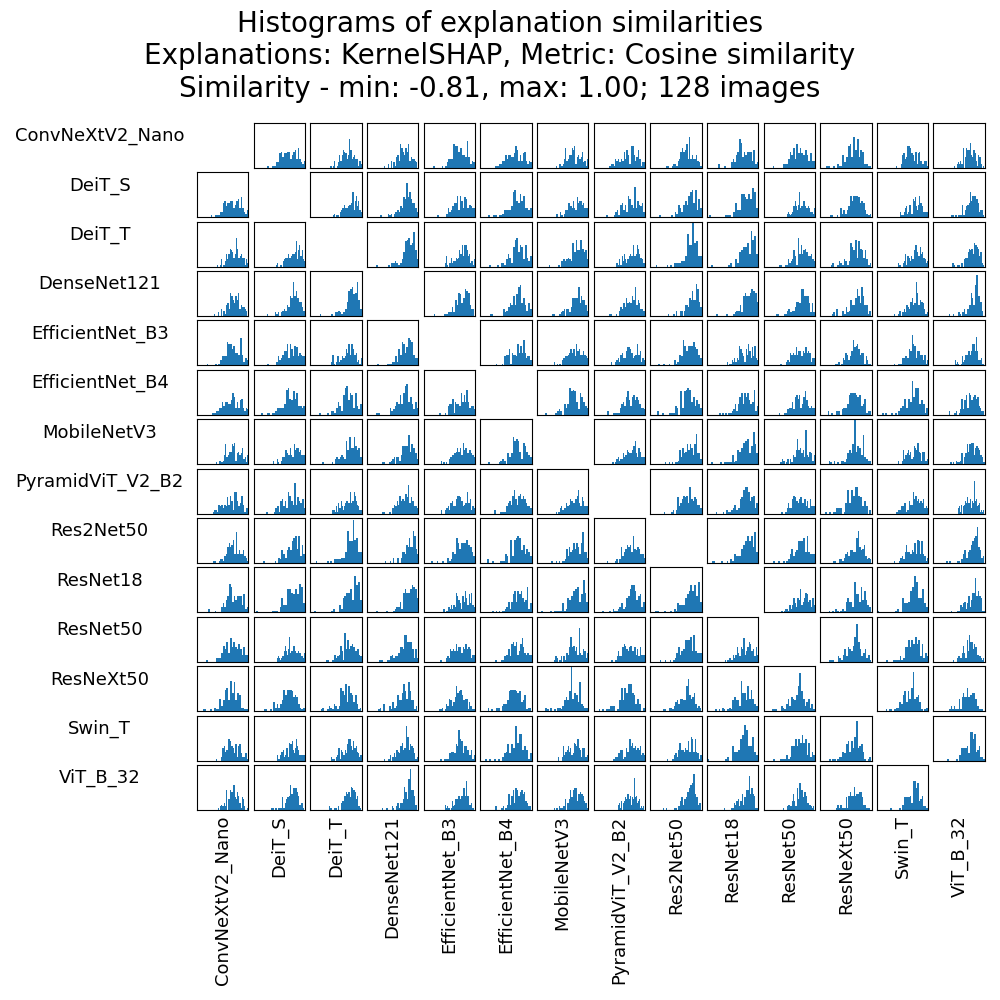 Histograms of explanation similarities
Explanations: KernelSHAP, Metric: Cosine similarity
Similarity - min: -0.81, max: 1.00; 128 images
ConvNeXtV2_Nano
DeiT_S
DeiT_T
DenseNet121
EfficientNet_B3
EfficientNet_B4
MobileNetV3
PyramidViT_V2_B2
Res2Net50
ResNet18
ResNet50
ResNeXt50
Swin_T
ViT_B_32
ConvNeXtV2_Nano
DeiT_S
DeiT_T
DenseNet121
EfficientNet_B3
EfficientNet_B4
MobileNetV3
PyramidViT_V2_B2
Res2Net50
ResNet18
ResNet50
ResNeXt50
Swin_T
ViT_B_32